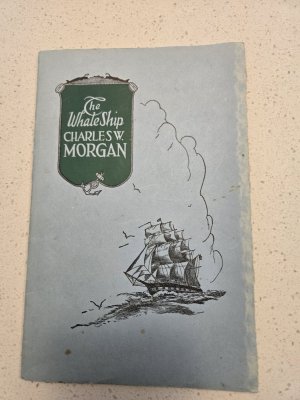 The
Whale Ship
CHARLES W.
MORGAN